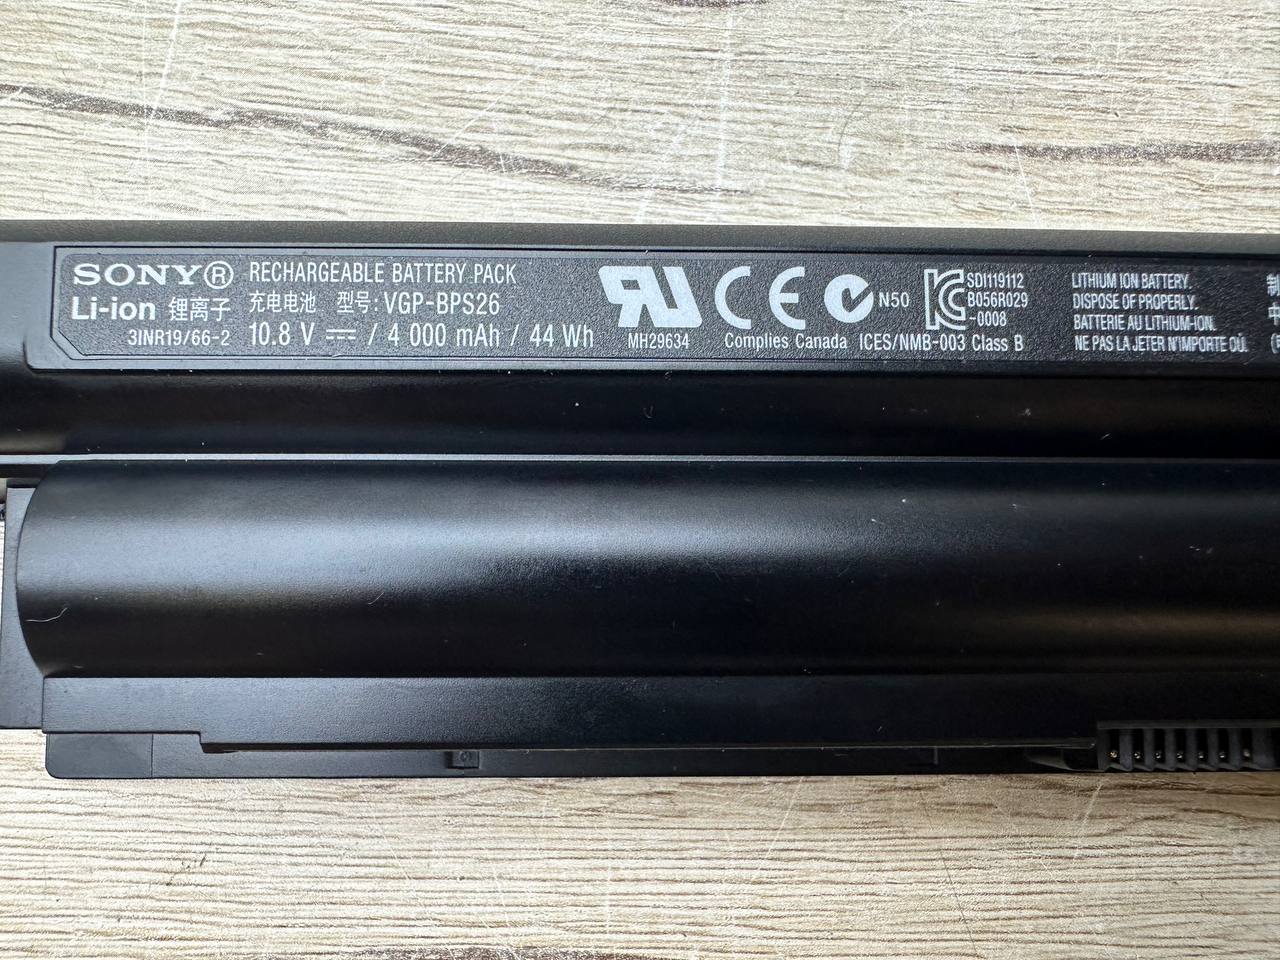 SONY® RECHARGEABLE BATTERY PACK
Li-ion 锂离子 充电电池 型号: VGP-BPS26
3INR19/66-2 10.8 V ⎓ / 4 000 mAh / 44 Wh
MH29634
CE
Complies Canada ICES/NMB-003 Class B
N50
SDI119112
B056R029
-0008
LITHIUM ION BATTERY.
DISPOSE OF PROPERLY.
BATTERIE AU LITHIUM-ION.
NE PAS LA JETER N'IMPORTE OÙ.